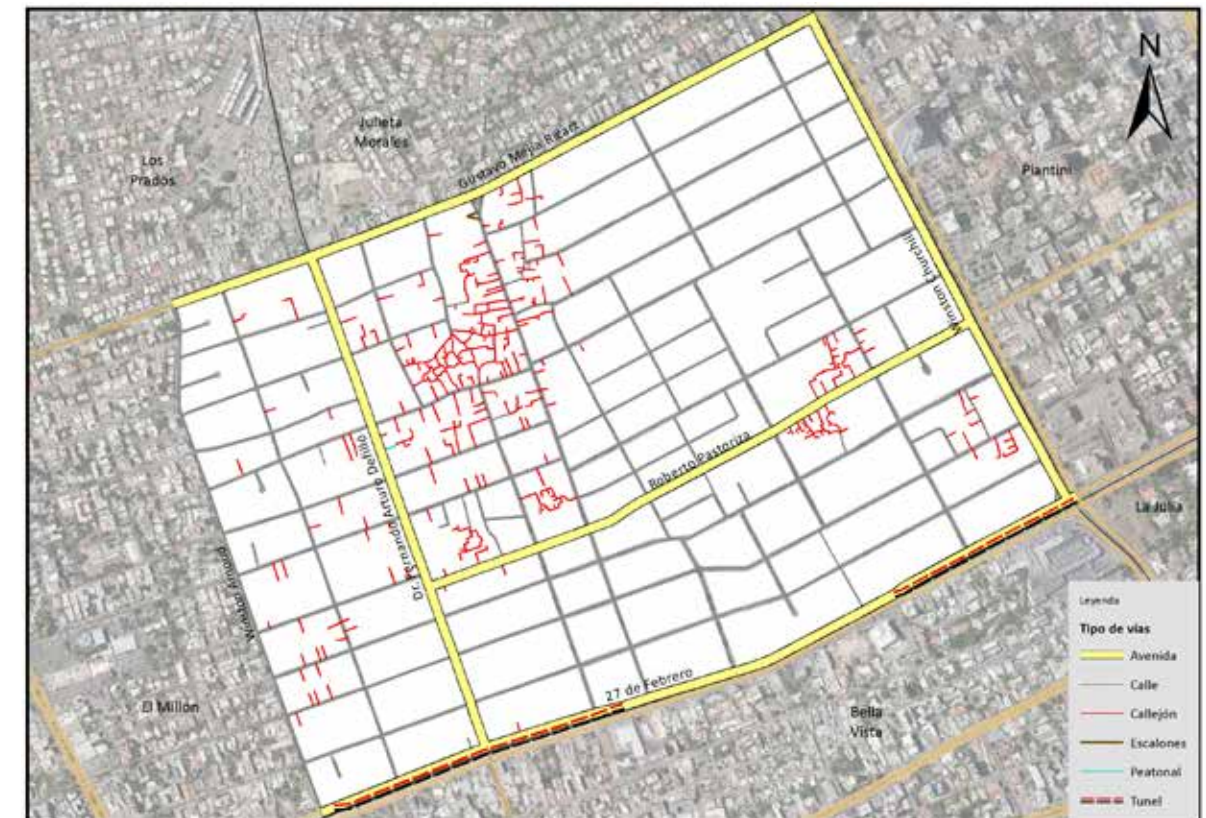 N
Julieta
Morales
Los
Prados
Gustavo Mejía Ricart
Piantini
Winston Churchill
Dr. Fernando Arturo Defilló
Roberto Pastoriza
La Julia
Winston Arnaud
27 de Febrero
El Millón
Bella
Vista
Leyenda
Tipo de vías
Avenida
Calle
Callejón
Escalones
Peatonal
Tunel